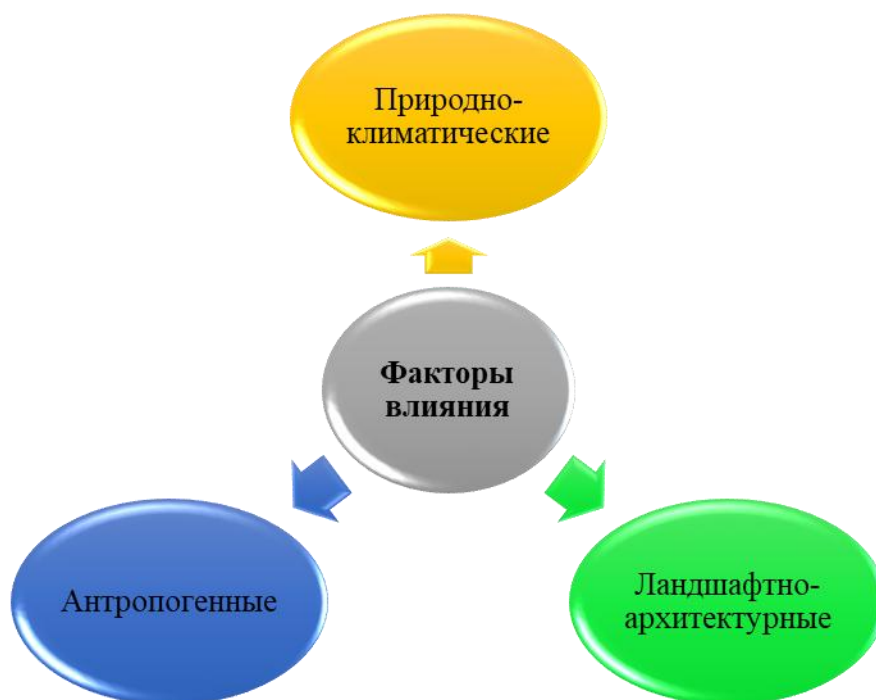 Природно-
климатические
Факторы
влияния
Антропогенные
Ландшафтно-
архитектурные